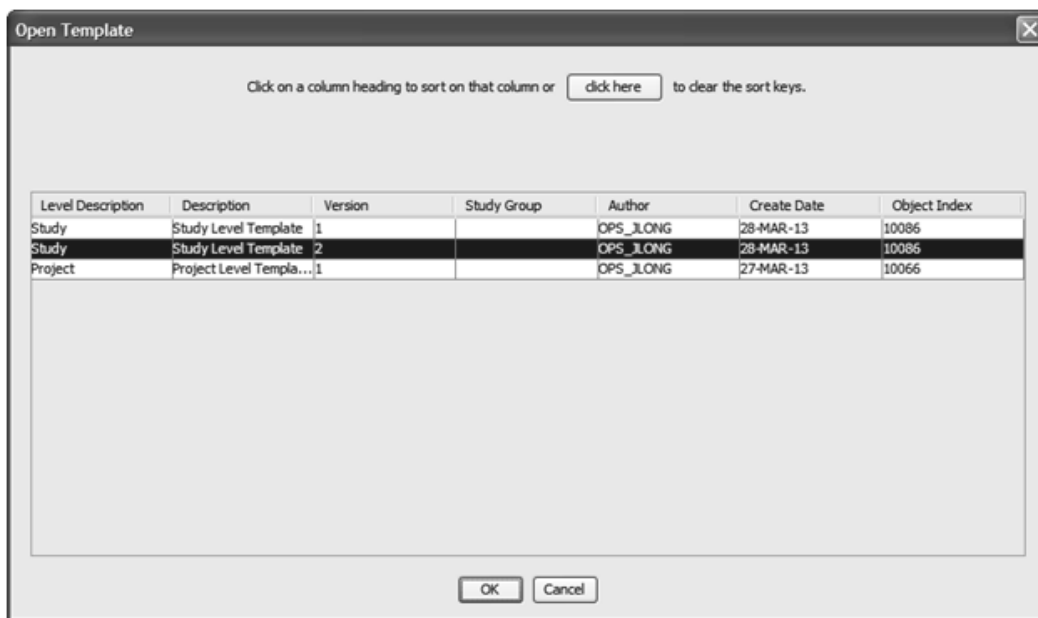 Open Template
Click on a column heading to sort on that column or click here to clear the sort keys.
Level Description Description Version Study Group Author Create Date Object Index
Study Study Level Template 1 OPS_JLONG 28-MAR-13 10086
Study Study Level Template 2 OPS_JLONG 28-MAR-13 10086
Project Project Level Templa... 1 OPS_JLONG 27-MAR-13 10066
OK Cancel